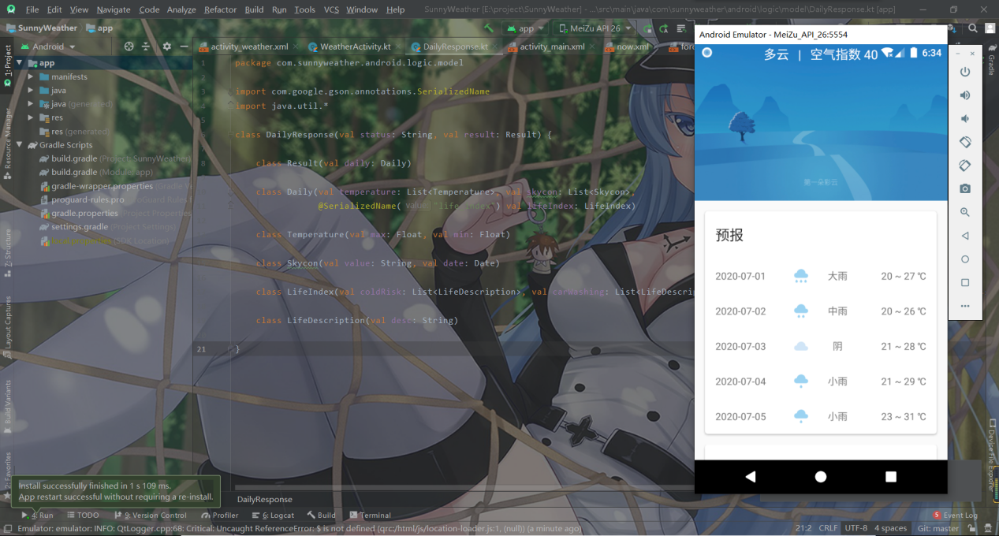 File Edit View Navigate Code Analyze Refactor Build Run Tools VCS Window Help SunnyWeather [E:\project\SunnyWeather] - ...\src\main\java\com\sunnyweather\android\logic\model\DailyResponse.kt [app]
SunnyWeather app
app MeiZu API 26
Android
activity_weather.xml WeatherActivity.kt DailyResponse.kt activity_main.xml now.xml
1: Project
Resource Manager
Z: Structure
Layout Captures
Build Variants
2: Favorites
app
manifests
java
java (generated)
res
res (generated)
Gradle Scripts
build.gradle (Project: SunnyWeather)
build.gradle (Module: app)
gradle-wrapper.properties (Gradle V
proguard-rules.pro (ProGuard Rules
gradle.properties (Project Properties
settings.gradle (Project Settings)
local.properties (SDK Location)
1 package com.sunnyweather.android.logic.model
2
3 import com.google.gson.annotations.SerializedName
4 import java.util.*
5
6 class DailyResponse(val status: String, val result: Result) {
8 class Result(val daily: Daily)
class Daily(val temperature: List<Temperature>, val skycon: List<Skycon>,
@SerializedName( value: "life_index") val lifeIndex: LifeIndex)
class Temperature(val max: Float, val min: Float)
class Skycon(val value: String, val date: Date)
class LifeIndex(val coldRisk: List<LifeDescription>, val carWashing: List<LifeDescri
class LifeDescription(val desc: String)
21 }
DailyResponse
Install successfully finished in 1 s 109 ms.
App restart successful without requiring a re-install.
4: Run TODO 9: Version Control Profiler 6: Logcat Build Terminal
5 Event Log
Emulator: emulator: INFO: QtLogger.cpp:68: Critical: Uncaught ReferenceError: $ is not defined (qrc:/html/js/location-loader.js:1, (null)) (a minute ago)
21:2 CRLF UTF-8 4 spaces Git: master
Android Emulator - MeiZu_API_26:5554
多云 | 空气指数 40 6:34
第一朵彩云
预报
2020-07-01 大雨 20 ~ 27 ℃
2020-07-02 中雨 20 ~ 26 ℃
2020-07-03 阴 21 ~ 28 ℃
2020-07-04 小雨 21 ~ 29 ℃
2020-07-05 小雨 23 ~ 31 ℃
Gradle
Device File Explorer